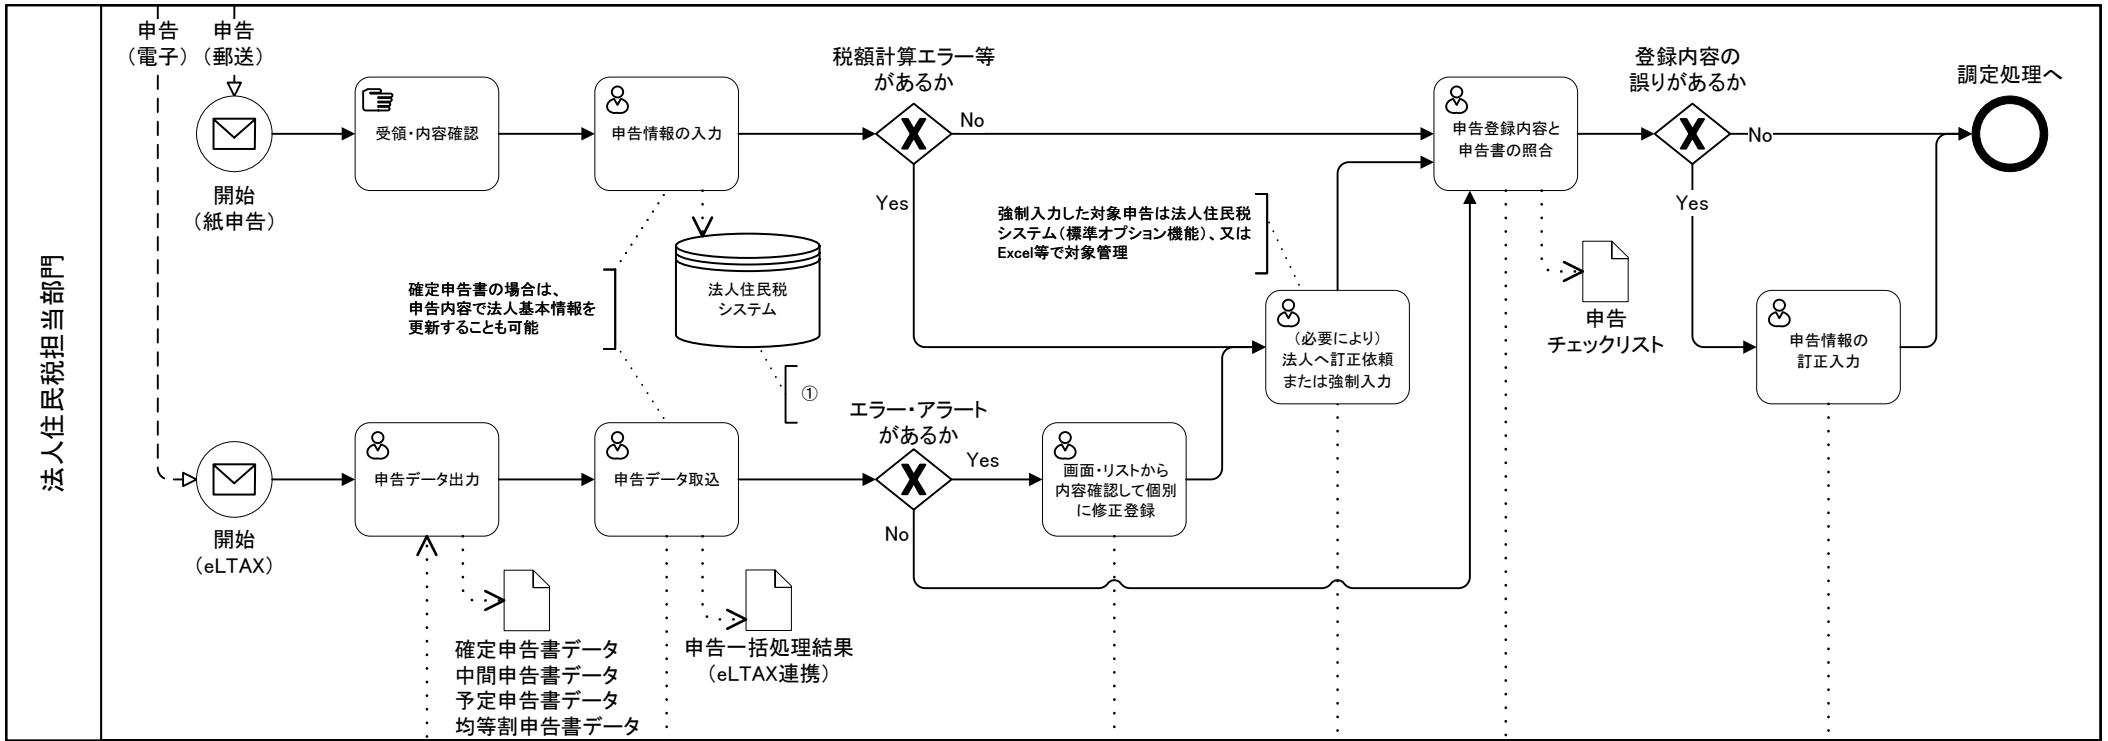 法人住民税担当部門
申告
（電子）
申告
（郵送）
開始
（紙申告）
受領・内容確認
申告情報の入力
税額計算エラー等
があるか
No
Yes
申告登録内容と
申告書の照合
登録内容の
誤りがあるか
No
Yes
調定処理へ
確定申告書の場合は、
申告内容で法人基本情報を
更新することも可能
法人住民税
システム
①
強制入力した対象申告は法人住民税
システム（標準オプション機能）、又は
Excel等で対象管理
（必要により）
法人へ訂正依頼
または強制入力
申告
チェックリスト
申告情報の
訂正入力
開始
（eLTAX）
申告データ出力
申告データ取込
エラー・アラート
があるか
Yes
No
画面・リストから
内容確認して個別
に修正登録
確定申告書データ
中間申告書データ
予定申告書データ
均等割申告書データ
申告一括処理結果
（eLTAX連携）